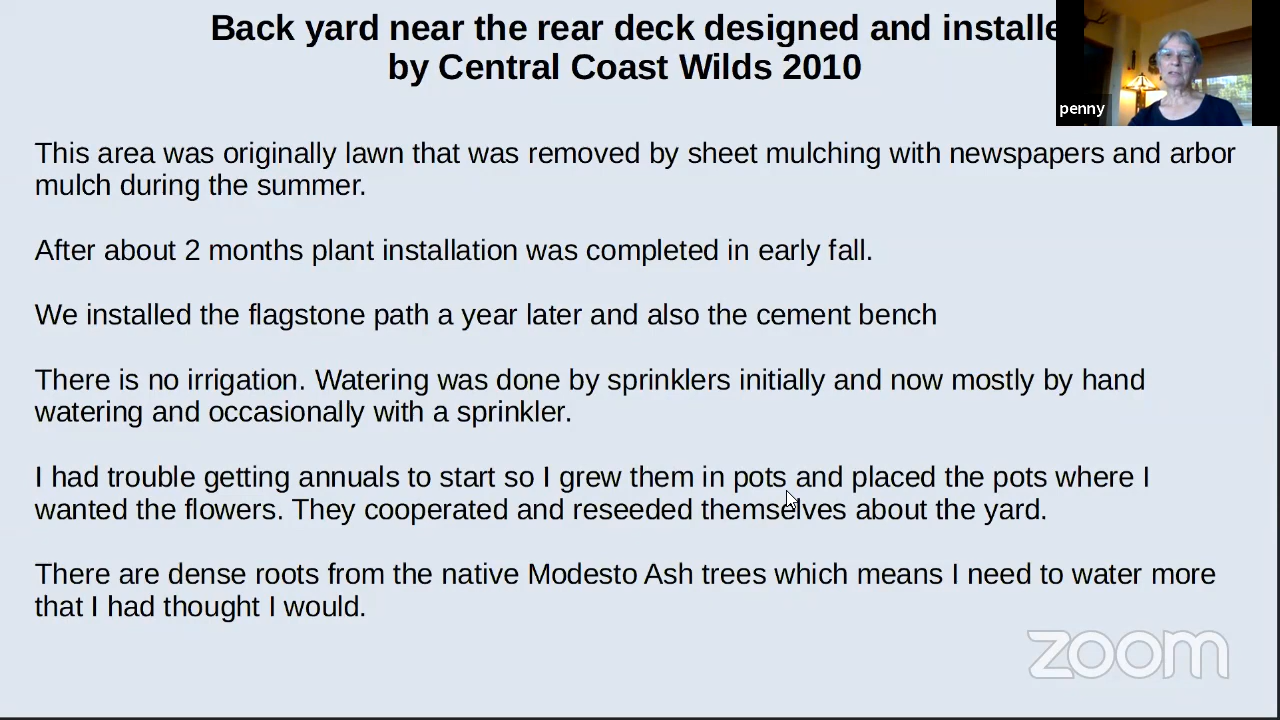 Back yard near the rear deck designed and installe
by Central Coast Wilds 2010
penny
This area was originally lawn that was removed by sheet mulching with newspapers and arbor
mulch during the summer.
After about 2 months plant installation was completed in early fall.
We installed the flagstone path a year later and also the cement bench
There is no irrigation. Watering was done by sprinklers initially and now mostly by hand
watering and occasionally with a sprinkler.
I had trouble getting annuals to start so I grew them in pots and placed the pots where I
wanted the flowers. They cooperated and reseeded themselves about the yard.
There are dense roots from the native Modesto Ash trees which means I need to water more
that I had thought I would.
zoom